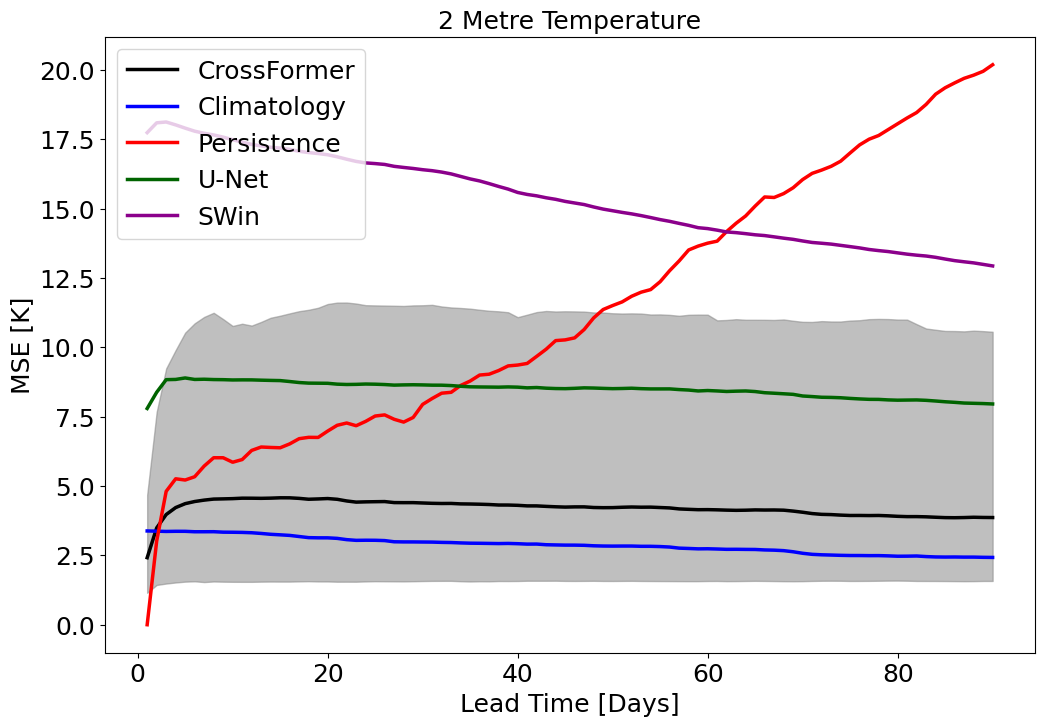 2 Metre Temperature
CrossFormer
Climatology
Persistence
U-Net
SWin
20.0
17.5
15.0
12.5
10.0
7.5
5.0
2.5
0.0
MSE [K]
0 20 40 60 80
Lead Time [Days]